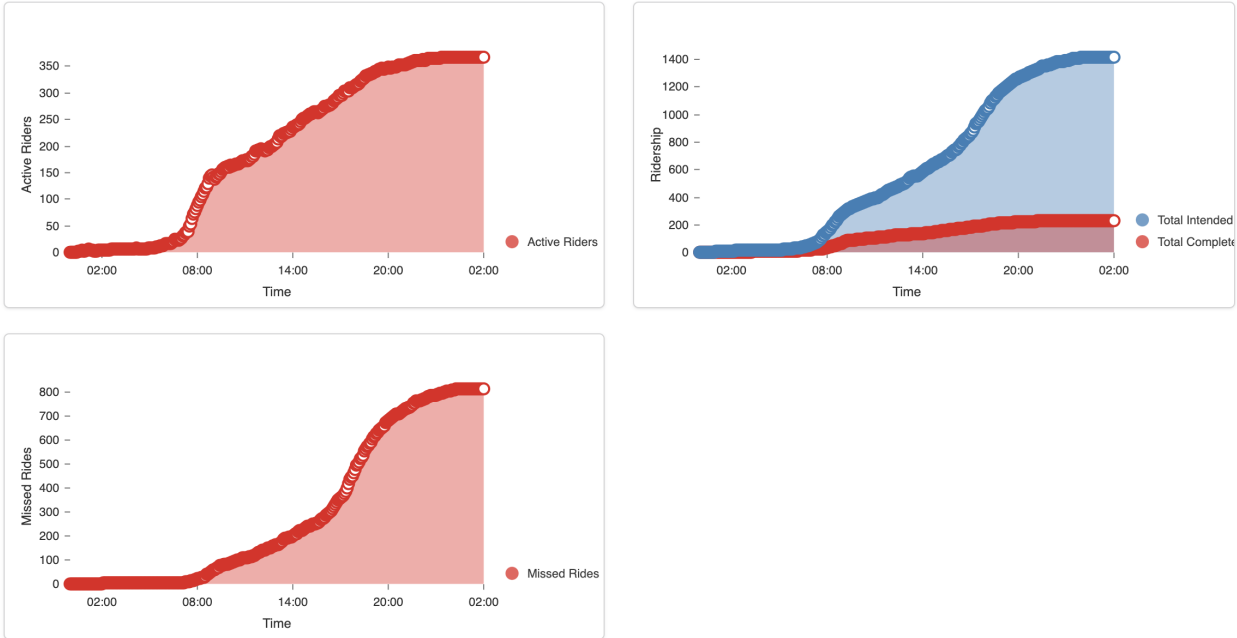 350
300
250
200
150
100
50
0
Active Riders
02:00 08:00 14:00 20:00 02:00
Time
Active Riders
1400
1200
1000
800
600
400
200
0
Ridership
02:00 08:00 14:00 20:00 02:00
Time
Total Intended
Total Complete
800
700
600
500
400
300
200
100
0
Missed Rides
02:00 08:00 14:00 20:00 02:00
Time
Missed Rides